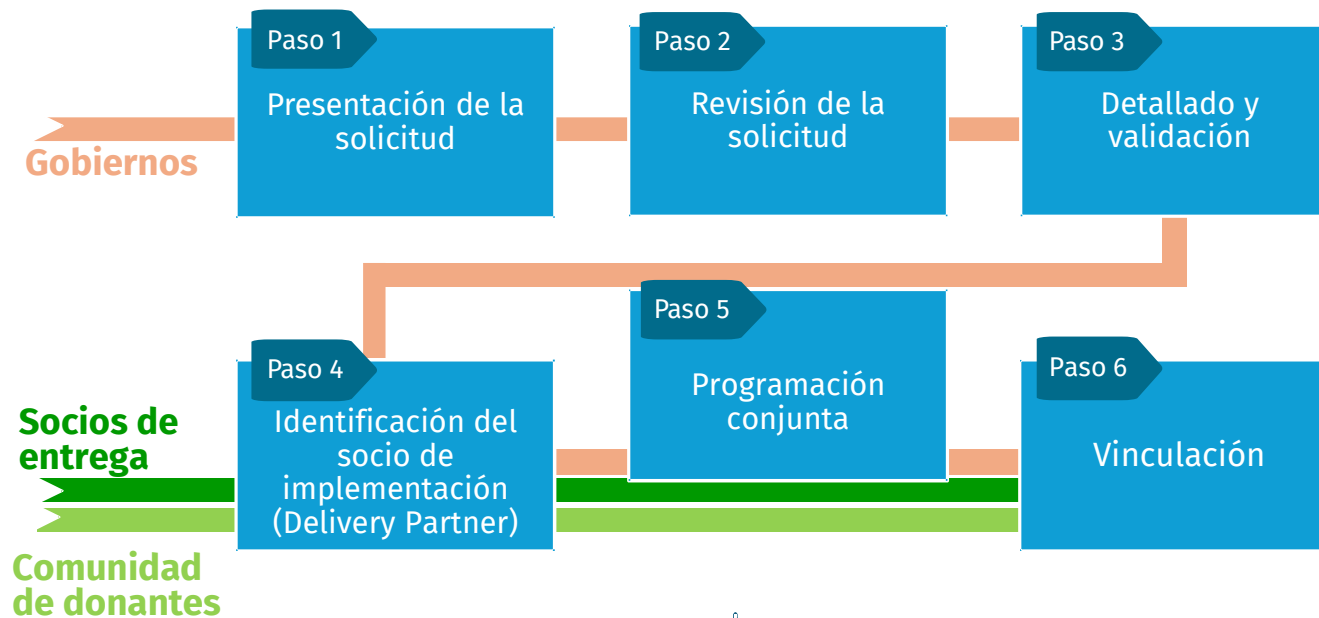 Paso 1
Presentación de la
solicitud
Paso 2
Revisión de la
solicitud
Paso 3
Detallado y
validación
Gobiernos
Paso 4
Identificación del
socio de
implementación
(Delivery Partner)
Paso 5
Programación
conjunta
Paso 6
Vinculación
Socios de
entrega
Comunidad
de donantes